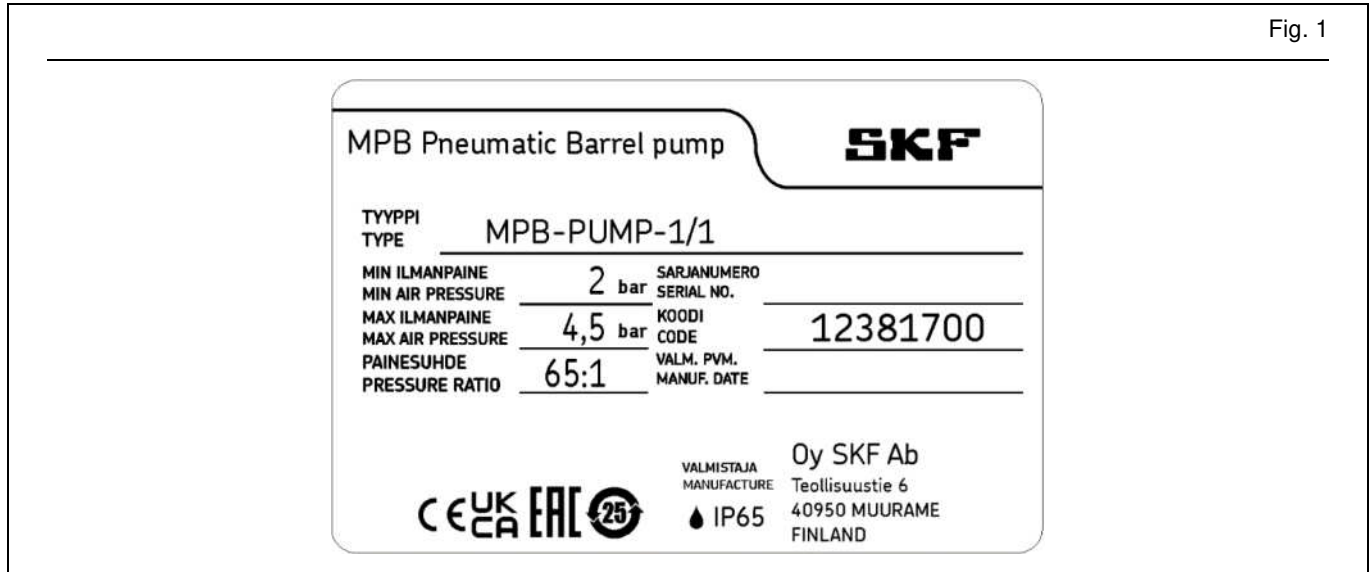 Fig. 1
MPB Pneumatic Barrel pump
SKF
TYYPPI
TYPE
MPB-PUMP-1/1
MIN ILMANPAINE
MIN AIR PRESSURE
2 bar
SARJANUMERO
SERIAL NO.
MAX ILMANPAINE
MAX AIR PRESSURE
4,5 bar
KOODI
CODE
12381700
PAINESUHDE
PRESSURE RATIO
65:1
VALM. PVM.
MANUF. DATE
CE UK CA EAC 25
VALMISTAJA
MANUFACTURE
IP65
Oy SKF Ab
Teollisuustie 6
40950 MUURAME
FINLAND